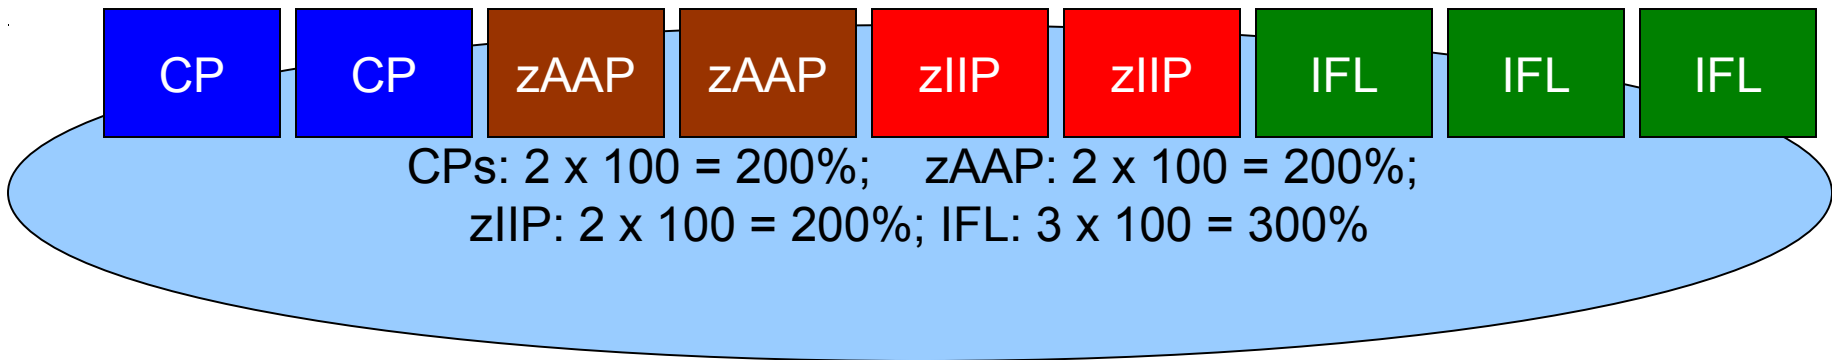 CP CP zAAP zAAP zIIP zIIP IFL IFL IFL
CPs: 2 x 100 = 200%; zAAP: 2 x 100 = 200%;
zIIP: 2 x 100 = 200%; IFL: 3 x 100 = 300%